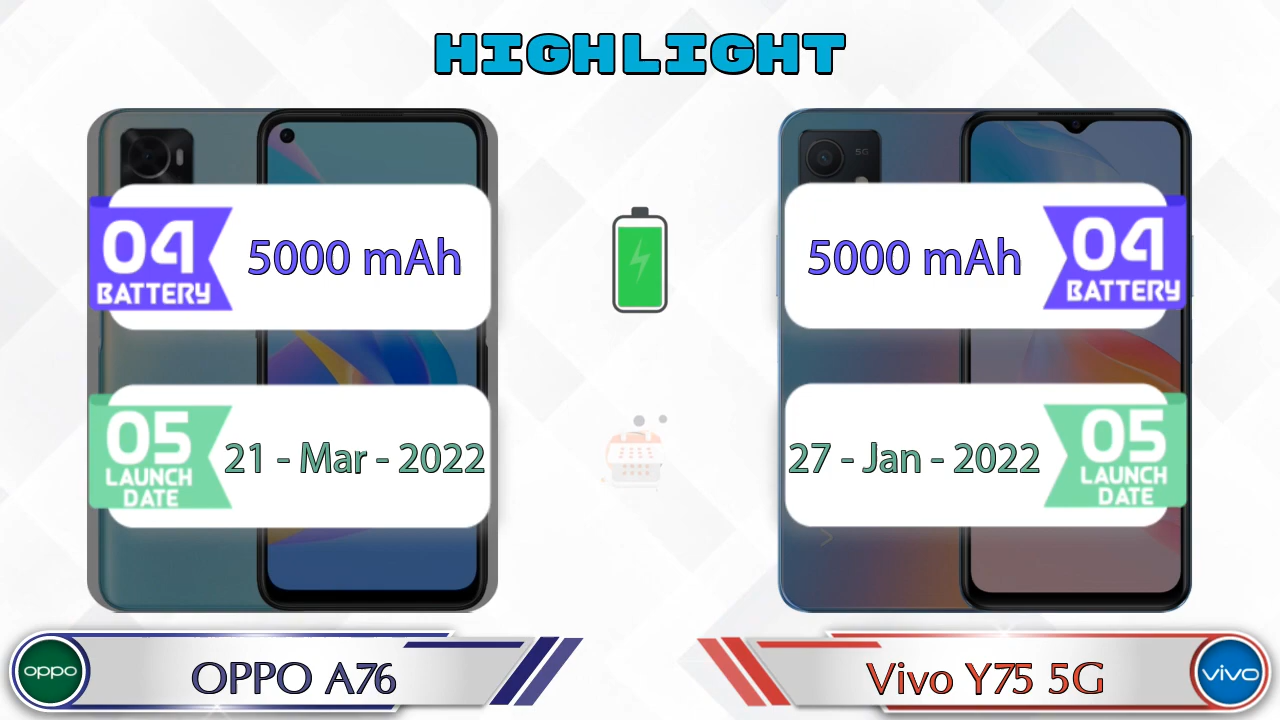 HIGHLIGHT
5G
04
BATTERY
5000 mAh
5000 mAh
04
BATTERY
05
LAUNCH
DATE
21 - Mar - 2022
27 - Jan - 2022
05
LAUNCH
DATE
oppo
OPPO A76
Vivo Y75 5G
vivo